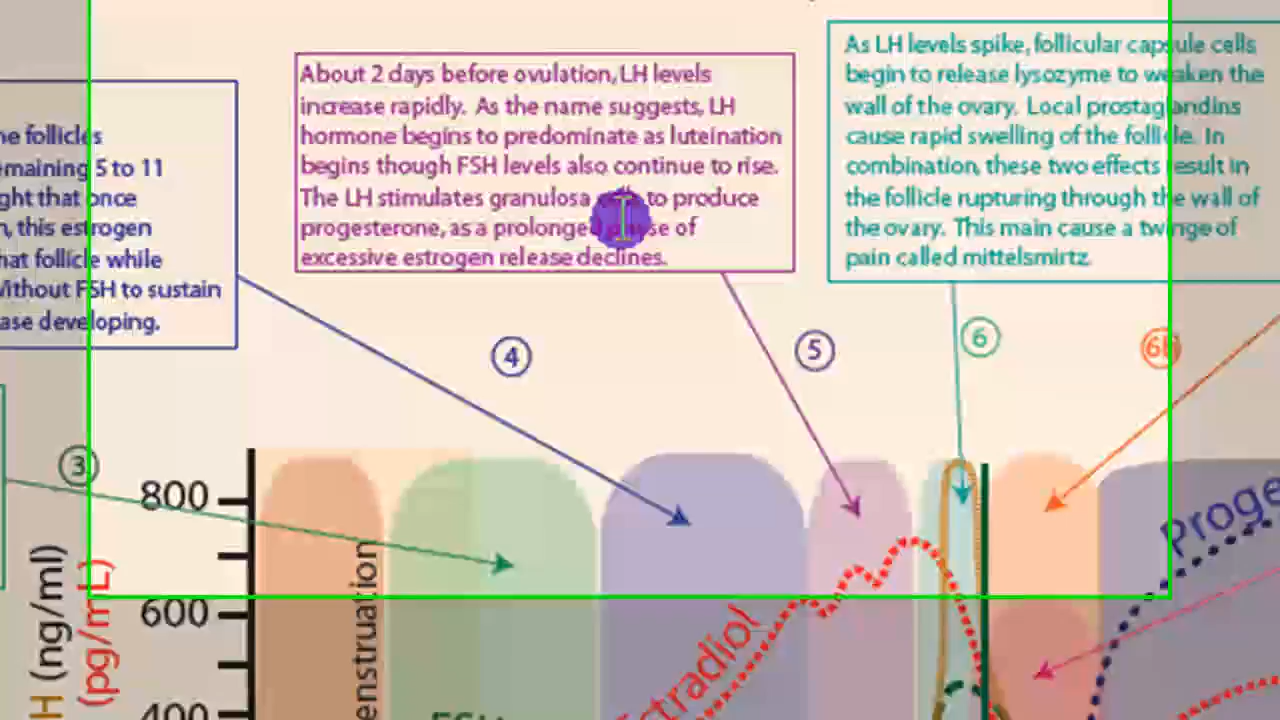 he follicles
emaining 5 to 11
ght that once
n, this estrogen
hat follicle while
Without FSH to sustain
ase developing.
About 2 days before ovulation, LH levels
increase rapidly. As the name suggests, LH
hormone begins to predominate as luteination
begins though FSH levels also continue to rise.
The LH stimulates granulosa to produce
progesterone, as a prolonged of
excessive estrogen release declines.
As LH levels spike, follicular capsule cells
begin to release lysozyme to weaken the
wall of the ovary. Local prostaglandins
cause rapid swelling of the follicle. In
combination, these two effects result in
the follicle rupturing through the wall of
the ovary. This main cause a twinge of
pain called mittelsmirtz.
4
5
6
6b
3
800
600
400
H (ng/ml)
(pg/mL)
enstruation
FSH
Estradiol
Proge